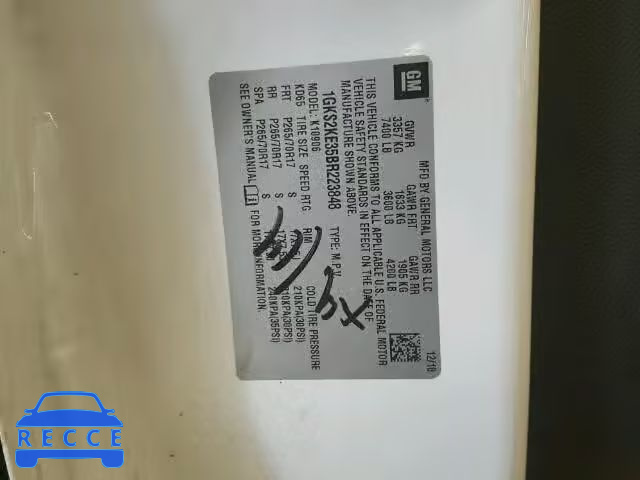 GM
MFD BY GENERAL MOTORS LLC
12/10
GVWR GAWR FRT GAWR RR
3357 KG 1633 KG 1905 KG
7400 LB 3600 LB 4200 LB
THIS VEHICLE CONFORMS TO ALL APPLICABLE U.S. FEDERAL MOTOR
VEHICLE SAFETY STANDARDS IN EFFECT ON THE DATE OF
MANUFACTURE SHOWN ABOVE.
1GKS2KE35BR223848 TYPE: M.P.V.
MODEL: K10906
KD65 TIRE SIZE SPEED RTG RIM COLD TIRE PRESSURE
FRT P265/70R17 S 210KPA(30PSI)
RR P265/70R17 S 210KPA(30PSI)
SPA P265/70R17 S 240KPA(35PSI)
SEE OWNER'S MANUAL FOR MORE INFORMATION.
RECCE